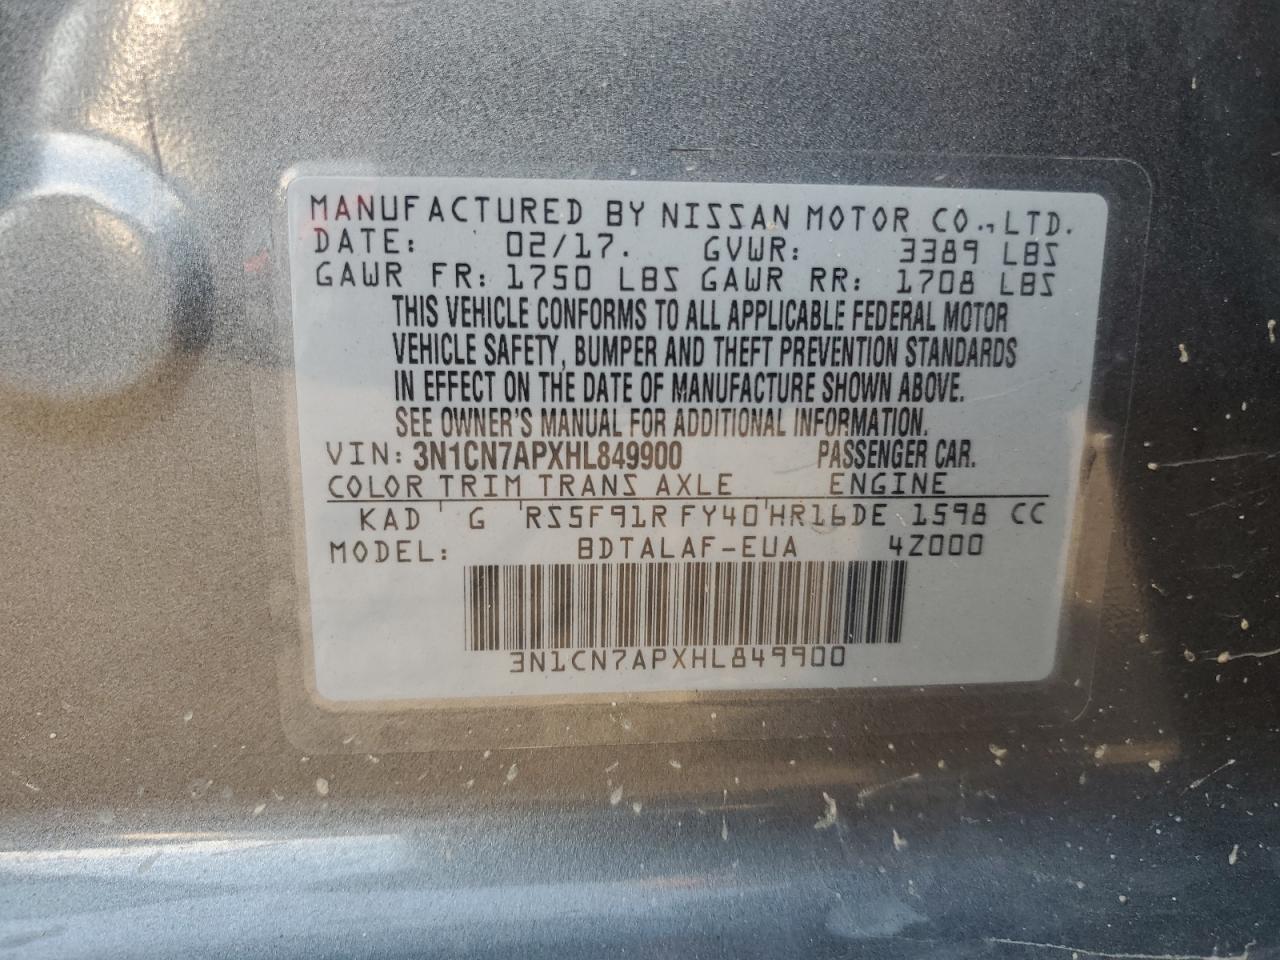 MANUFACTURED BY NISSAN MOTOR CO., LTD.
DATE: 02/17. GVWR: 3389 LBS
GAWR FR: 1750 LBS GAWR RR: 1708 LBS
THIS VEHICLE CONFORMS TO ALL APPLICABLE FEDERAL MOTOR
VEHICLE SAFETY, BUMPER AND THEFT PREVENTION STANDARDS
IN EFFECT ON THE DATE OF MANUFACTURE SHOWN ABOVE.
SEE OWNER'S MANUAL FOR ADDITIONAL INFORMATION.
VIN: 3N1CN7APXHL849900 PASSENGER CAR.
COLOR TRIM TRANS AXLE ENGINE
KAD ' G ' RS5F91R FY40 ' HR16DE 1598 CC
MODEL: BDTALAF-EUA 4Z000
3N1CN7APXHL849900